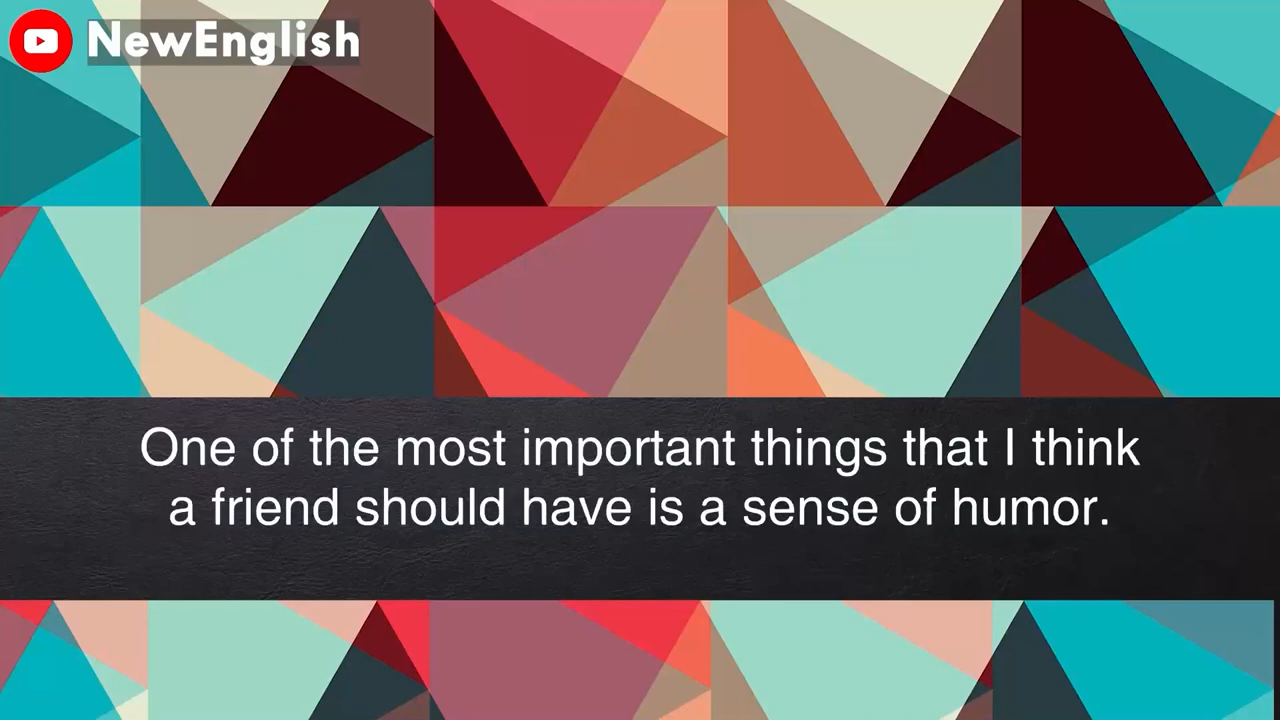 NewEnglish
One of the most important things that I think
a friend should have is a sense of humor.